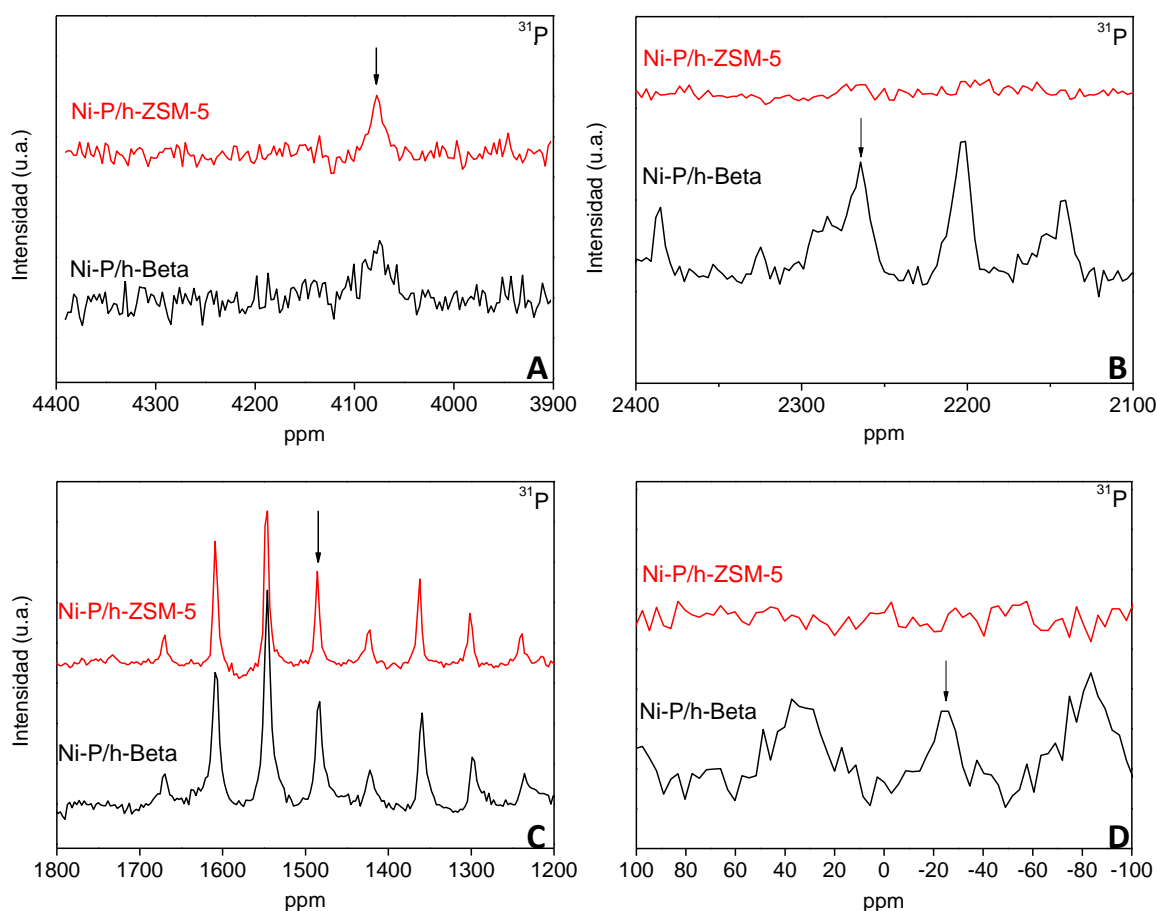 ³¹P
Ni-P/h-ZSM-5
Ni-P/h-Beta
Intensidad (u.a.)
A
4400 4300 4200 4100 4000 3900
ppm
³¹P
Ni-P/h-ZSM-5
Ni-P/h-Beta
Intensidad (u.a.)
B
2400 2300 2200 2100
ppm
³¹P
Ni-P/h-ZSM-5
Ni-P/h-Beta
Intensidad (u.a.)
C
1800 1700 1600 1500 1400 1300 1200
ppm
³¹P
Ni-P/h-ZSM-5
Ni-P/h-Beta
D
100 80 60 40 20 0 -20 -40 -60 -80 -100
ppm